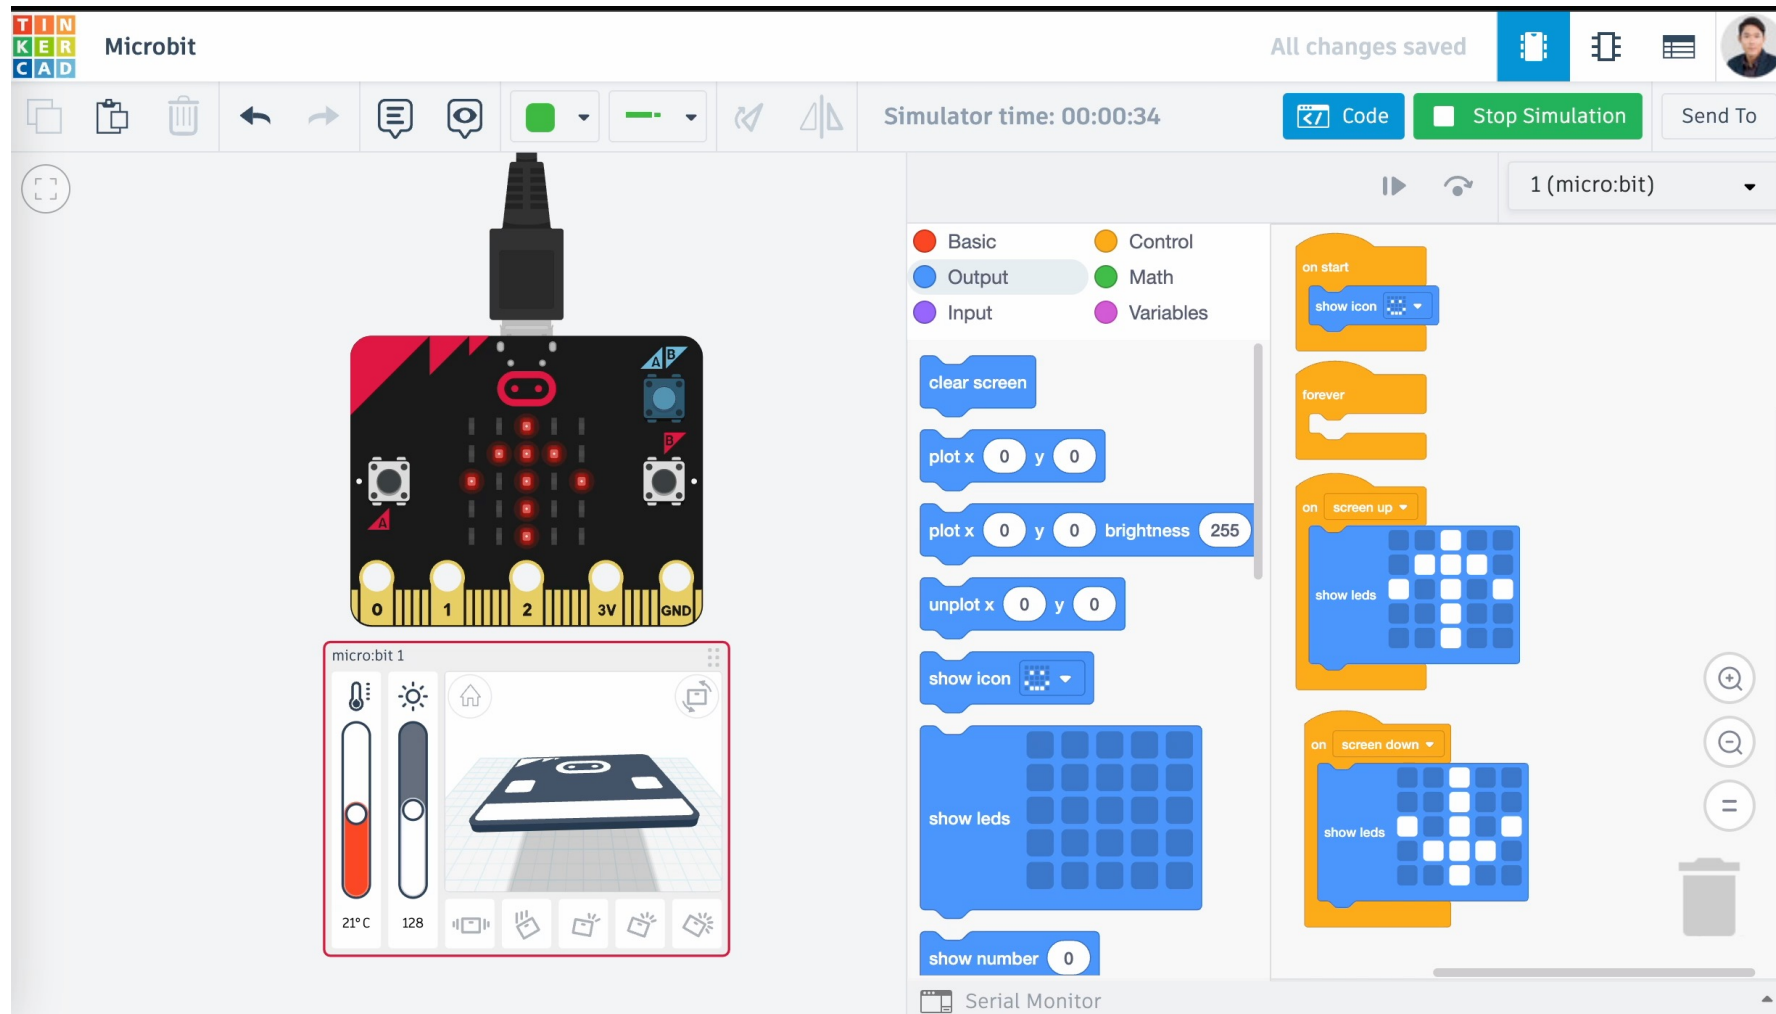 TIN
KER
CAD
Microbit
All changes saved
Simulator time: 00:00:34
Code
Stop Simulation
Send To
1 (micro:bit)
Basic
Control
Output
Math
Input
Variables
clear screen
plot x 0 y 0
plot x 0 y 0 brightness 255
unplot x 0 y 0
show icon
show leds
show number 0
Serial Monitor
on start
show icon
forever
on screen up
show leds
on screen down
show leds
A B
B
A
0 1 2 3V GND
micro:bit 1
21°C
128